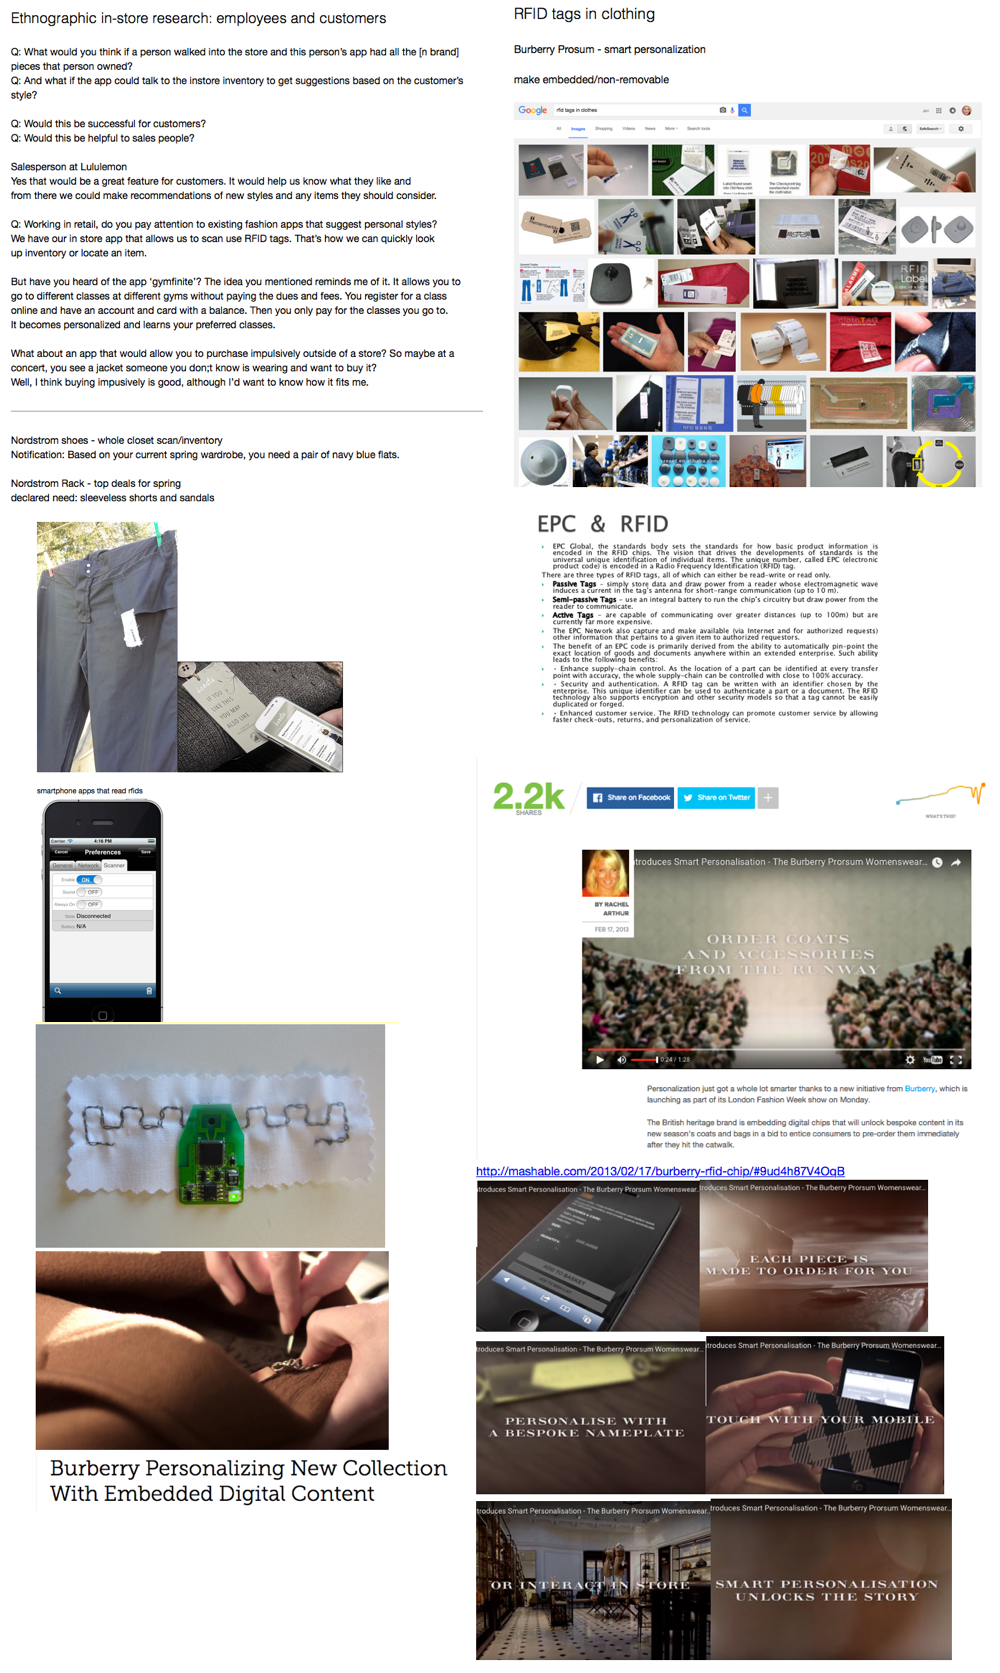 Ethnographic in-store research: employees and customers
Q: What would you think if a person walked into the store and this person's app had all the [n brand]
pieces that person owned?
Q: And what if the app could talk to the instore inventory to get suggestions based on the customer's
style?
Q: Would this be successful for customers?
Q: Would this be helpful to sales people?
Salesperson at Lululemon
Yes that would be a great feature for customers. It would help us know what they like and
from there we could make recommendations of new styles and any items they should consider.
Q: Working in retail, do you pay attention to existing fashion apps that suggest personal styles?
We have our in store app that allows us to scan use RFID tags. That's how we can quickly look
up inventory or locate an item.
But have you heard of the app 'gymfinite'? The idea you mentioned reminds me of it. It allows you to
go to different classes at different gyms without paying the dues and fees. You register for a class
online and have an account and card with a balance. Then you only pay for the classes you go to.
It becomes personalized and learns your preferred classes.
What about an app that would allow you to purchase impulsively outside of a store? So maybe at a
concert, you see a jacket someone you don;t know is wearing and want to buy it?
Well, I think buying impusively is good, although I'd want to know how it fits me.
Nordstrom shoes - whole closet scan/inventory
Notification: Based on your current spring wardrobe, you need a pair of navy blue flats.
Nordstrom Rack - top deals for spring
declared need: sleeveless shorts and sandals
IF YOU
LIKE THIS
YOU MAY
ALSO LIKE
smartphone apps that read rfids
Carrier
4:16 PM
Cancel
Preferences
Save
General
Network
Scanner
Enable
ON
Sound
OFF
Always On
OFF
State Disconnected
Battery N/A
Burberry Personalizing New Collection
With Embedded Digital Content
RFID tags in clothing
Burberry Prosum - smart personalization
make embedded/non-removable
Google
rfid tags in clothes
All
Images
Shopping
Videos
News
More
Search tools
SafeSearch
Label found sewn
into Old Navy shirt
The Checkpoint tag
sandwiched inside
RFID
Label
EPC & RFID
EPC Global, the standards body sets the standards for how basic product information is
encoded in the RFID chips. The vision that drives the developments of standards is the
universal unique identification of individual items. The unique number, called EPC (electronic
product code) is encoded in a Radio Frequency Identification (RFID) tag.
There are three types of RFID tags, all of which can either be read-write or read only.
Passive Tags - simply store data and draw power from a reader whose electromagnetic wave
induces a current in the tag's antenna for short-range communication (up to 10 m).
Semi-passive Tags - use an integral battery to run the chip's circuitry but draw power from the
reader to communicate.
Active Tags - are capable of communicating over greater distances (up to 100m) but are
currently far more expensive.
The EPC Network also capture and make available (via Internet and for authorized requests)
other information that pertains to a given item to authorized requestors.
The benefit of an EPC code is primarily derived from the ability to automatically pin-point the
exact location of goods and documents anywhere within an extended enterprise. Such ability
leads to the following benefits:
- Enhance supply-chain control. As the location of a part can be identified at every transfer
point with accuracy, the whole supply-chain can be controlled with close to 100% accuracy.
- Security and authentication. A RFID tag can be written with an identifier chosen by the
enterprise. This unique identifier can be used to authenticate a part or a document. The RFID
technology also supports encryption and other security models so that a tag cannot be easily
duplicated or forged.
- Enhanced customer service. The RFID technology can promote customer service by allowing
faster check-outs, returns, and personalization of service.
2.2k
SHARES
Share on Facebook
Share on Twitter
+
WHAT'S THIS?
BY RACHEL
ARTHUR
FEB 17, 2013
troduces Smart Personalisation - The Burberry Prorsum Womenswear...
ORDER COATS
AND ACCESSORIES
FROM THE RUNWAY
0:24 / 1:28
YouTube
Personalization just got a whole lot smarter thanks to a new initiative from Burberry, which is
launching as part of its London Fashion Week show on Monday.
The British heritage brand is embedding digital chips that will unlock bespoke content in its
new season's coats and bags in a bid to entice consumers to pre-order them immediately
after they hit the catwalk.
http://mashable.com/2013/02/17/burberry-rfid-chip/#9ud4h87V4OqB
troduces Smart Personalisation - The Burberry Prorsum Womenswear...
ADD TO BASKET
troduces Smart Personalisation - The Burberry Prorsum Womenswear...
EACH PIECE IS
MADE TO ORDER FOR YOU
troduces Smart Personalisation - The Burberry Prorsum Womenswear...
PERSONALISE WITH
A BESPOKE NAMEPLATE
troduces Smart Personalisation - The Burberry Prorsum Womenswear...
TOUCH WITH YOUR MOBILE
troduces Smart Personalisation - The Burberry Prorsum Womenswear...
OR INTERACT IN STORE
troduces Smart Personalisation - The Burberry Prorsum Womenswear...
SMART PERSONALISATION
UNLOCKS THE STORY